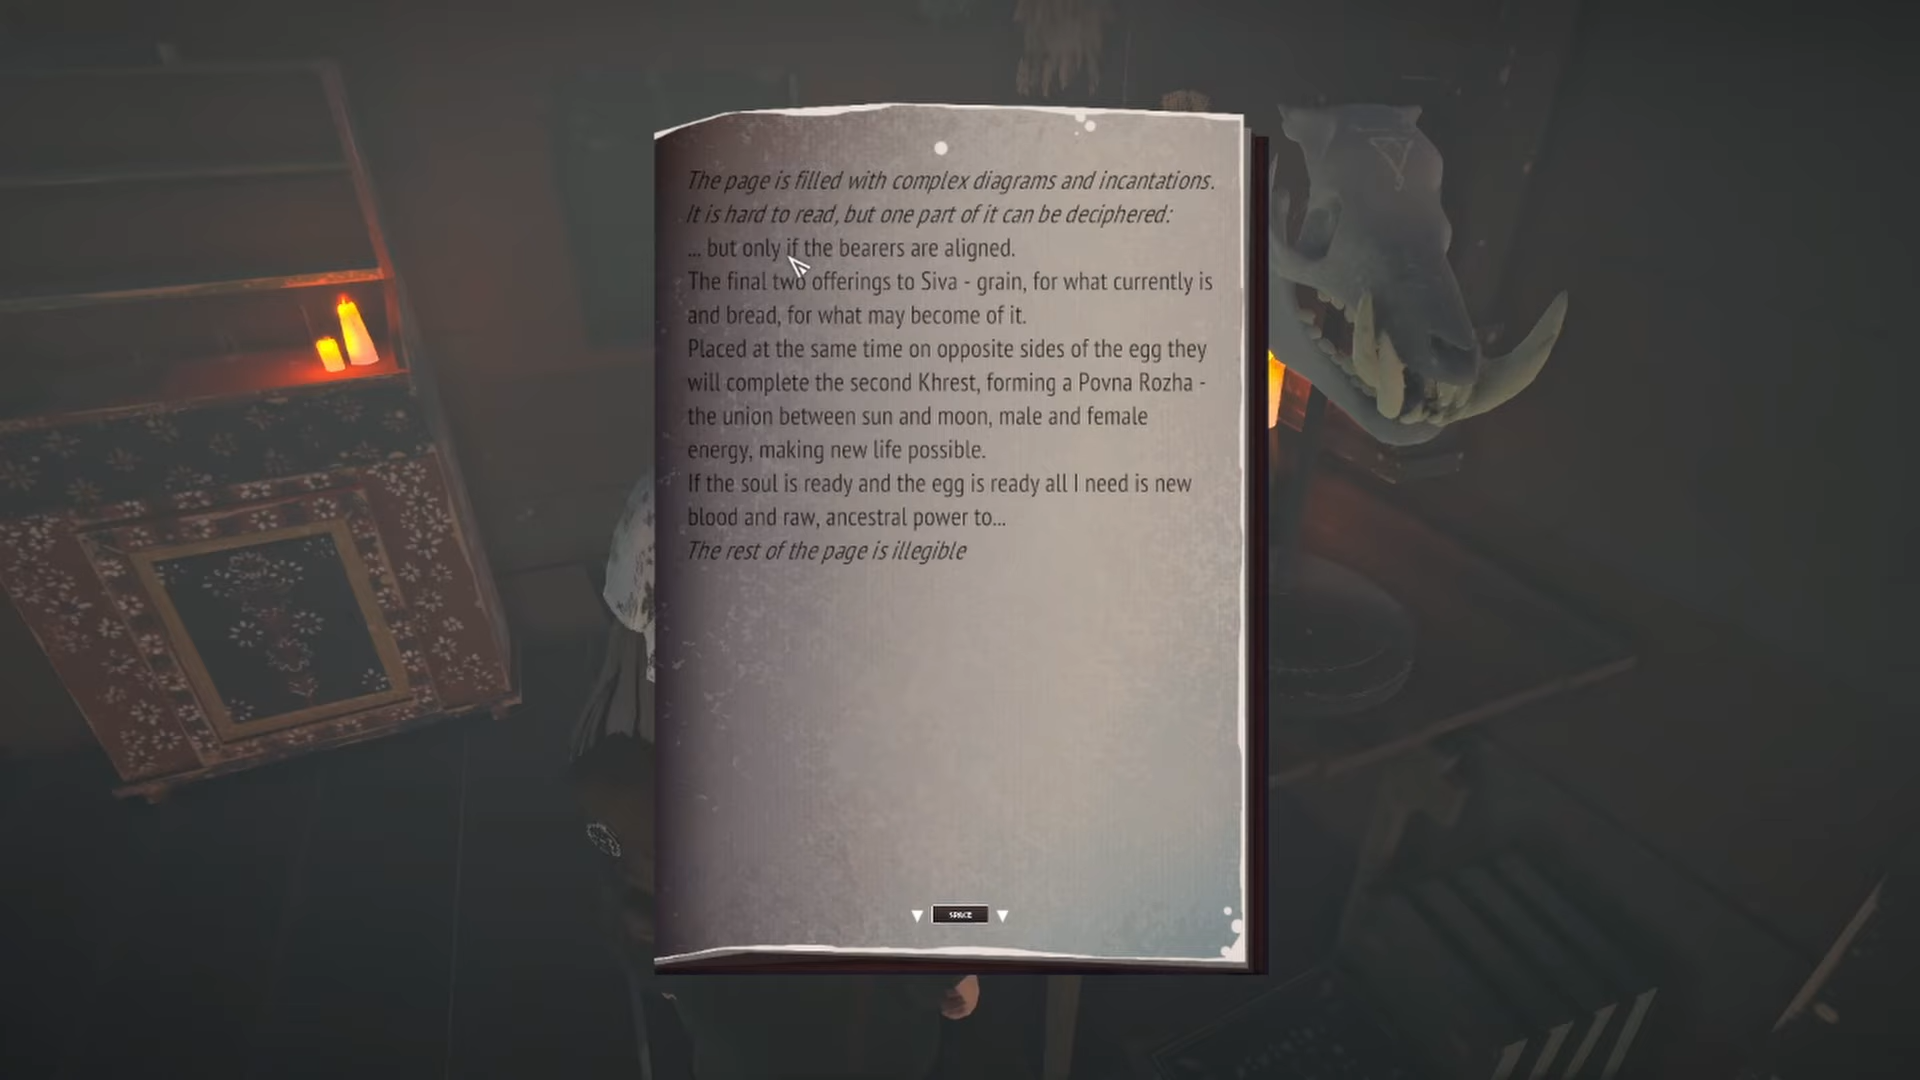 The page is filled with complex diagrams and incantations.
It is hard to read, but one part of it can be deciphered:
... but only if the bearers are aligned.
The final two offerings to Siva - grain, for what currently is
and bread, for what may become of it.
Placed at the same time on opposite sides of the egg they
will complete the second Khrest, forming a Povna Rozha -
the union between sun and moon, male and female
energy, making new life possible.
If the soul is ready and the egg is ready all I need is new
blood and raw, ancestral power to...
The rest of the page is illegible
SPACE